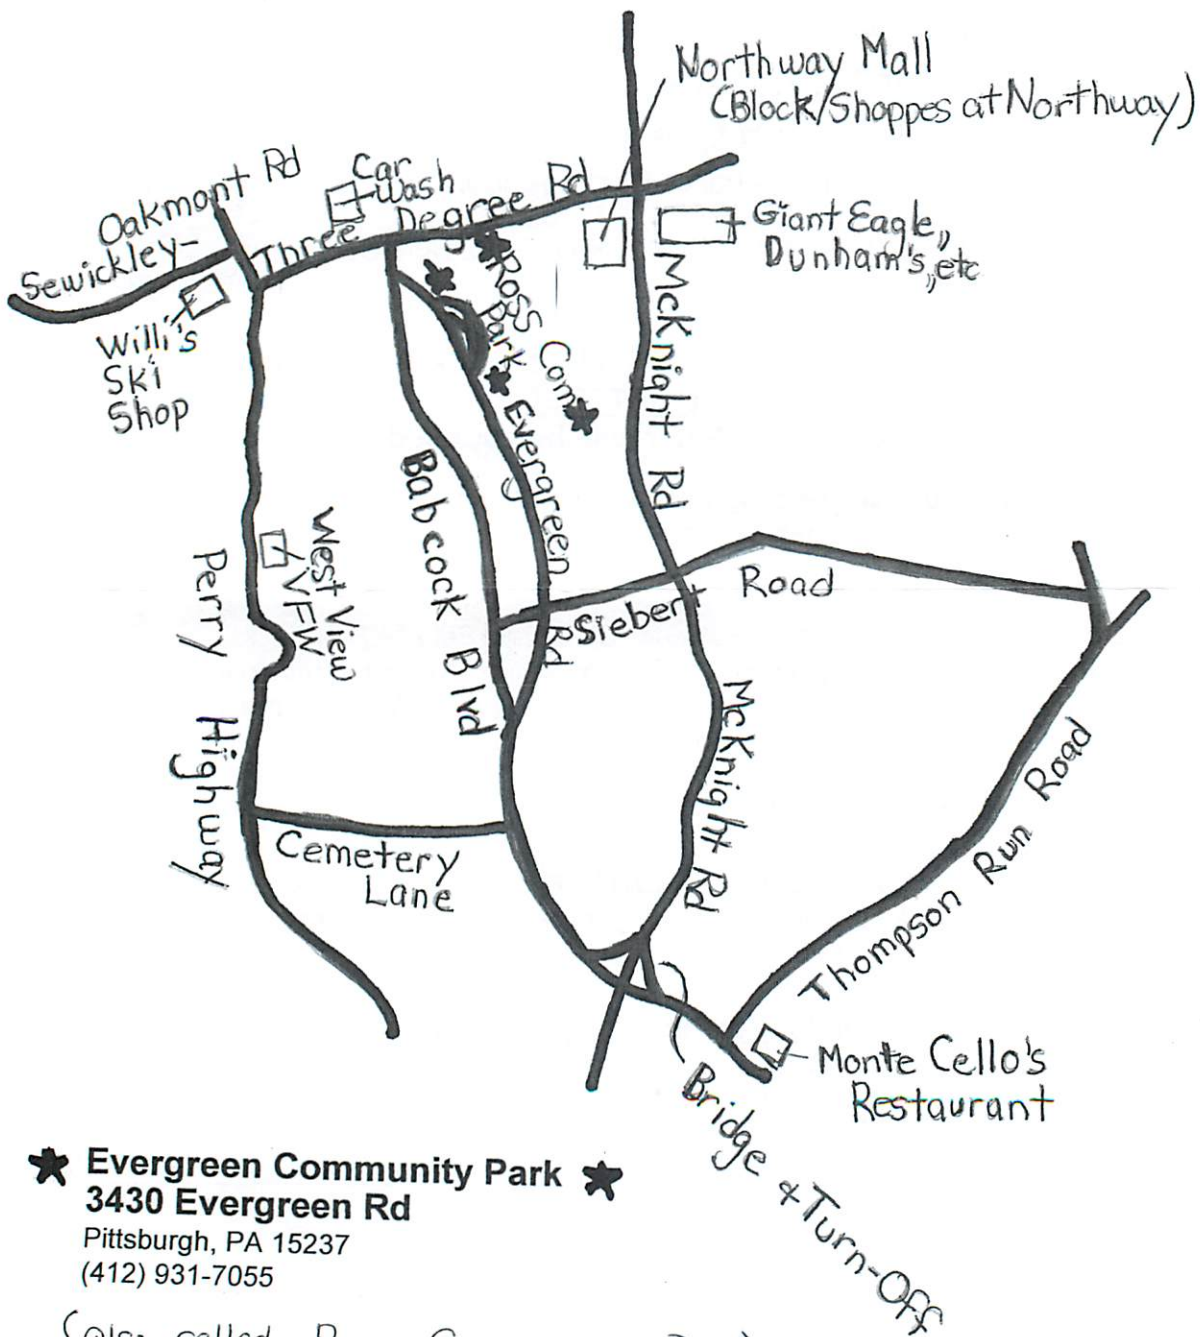 Northway Mall
(Block/Shoppes at Northway)
Oakmont Rd
Car
Wash
Sewickley-
Three Degree Rd
Giant Eagle,,
Dunham's,,etc
Willi's
Ski
Shop
Ross Com
Park
McKnight Rd
Evergreen Rd
Babcock Blvd
West View
VFW
Perry Highway
Siebert Road
McKnight Rd
Cemetery
Lane
Thompson Run Road
Monte Cello's
Restaurant
Bridge + Turn-Off
Evergreen Community Park
3430 Evergreen Rd
Pittsburgh, PA 15237
(412) 931-7055